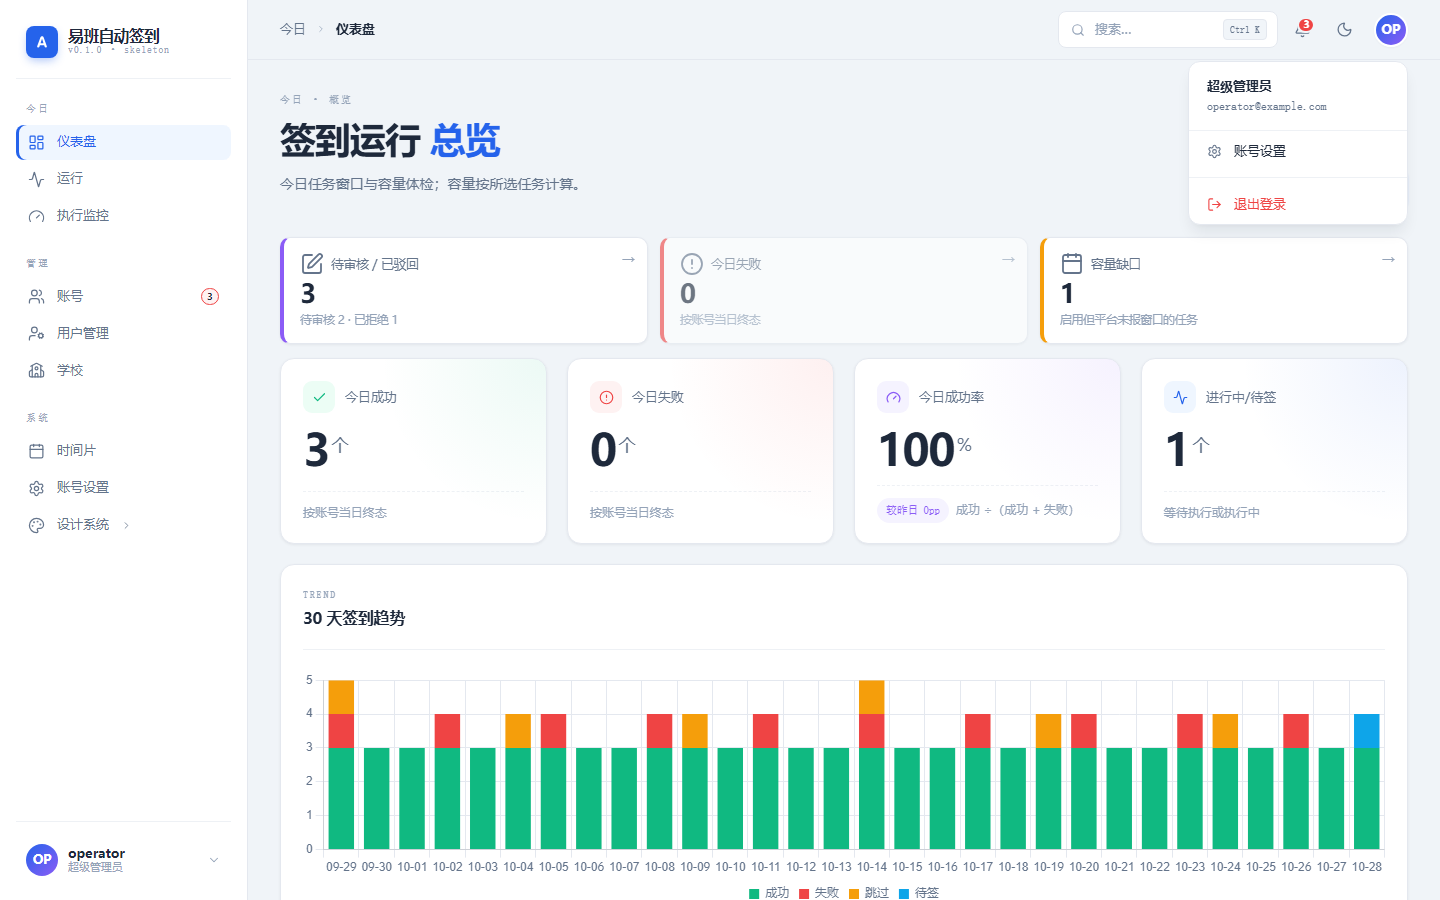 A
易班自动签到
v0.1.0 • skeleton
今日
仪表盘
运行
执行监控
管理
账号
3
用户管理
学校
系统
时间片
账号设置
设计系统
OP
operator
超级管理员
今日 › 仪表盘
搜索...
Ctrl K
3
OP
超级管理员
operator@example.com
账号设置
退出登录
今日 • 概览
签到运行 总览
今日任务窗口与容量体检；容量按所选任务计算。
待审核 / 已驳回
→
3
待审核 2 · 已拒绝 1
今日失败
→
0
按账号当日终态
容量缺口
→
1
启用但平台未报窗口的任务
今日成功
3个
按账号当日终态
今日失败
0个
按账号当日终态
今日成功率
100%
较昨日 0pp
成功 ÷（成功 + 失败）
进行中/待签
1个
等待执行或执行中
TREND
30 天签到趋势
5
4
3
2
1
0
09-29 09-30 10-01 10-02 10-03 10-04 10-05 10-06 10-07 10-08 10-09 10-10 10-11 10-12 10-13 10-14 10-15 10-16 10-17 10-18 10-19 10-20 10-21 10-22 10-23 10-24 10-25 10-26 10-27 10-28
成功 失败 跳过 待签